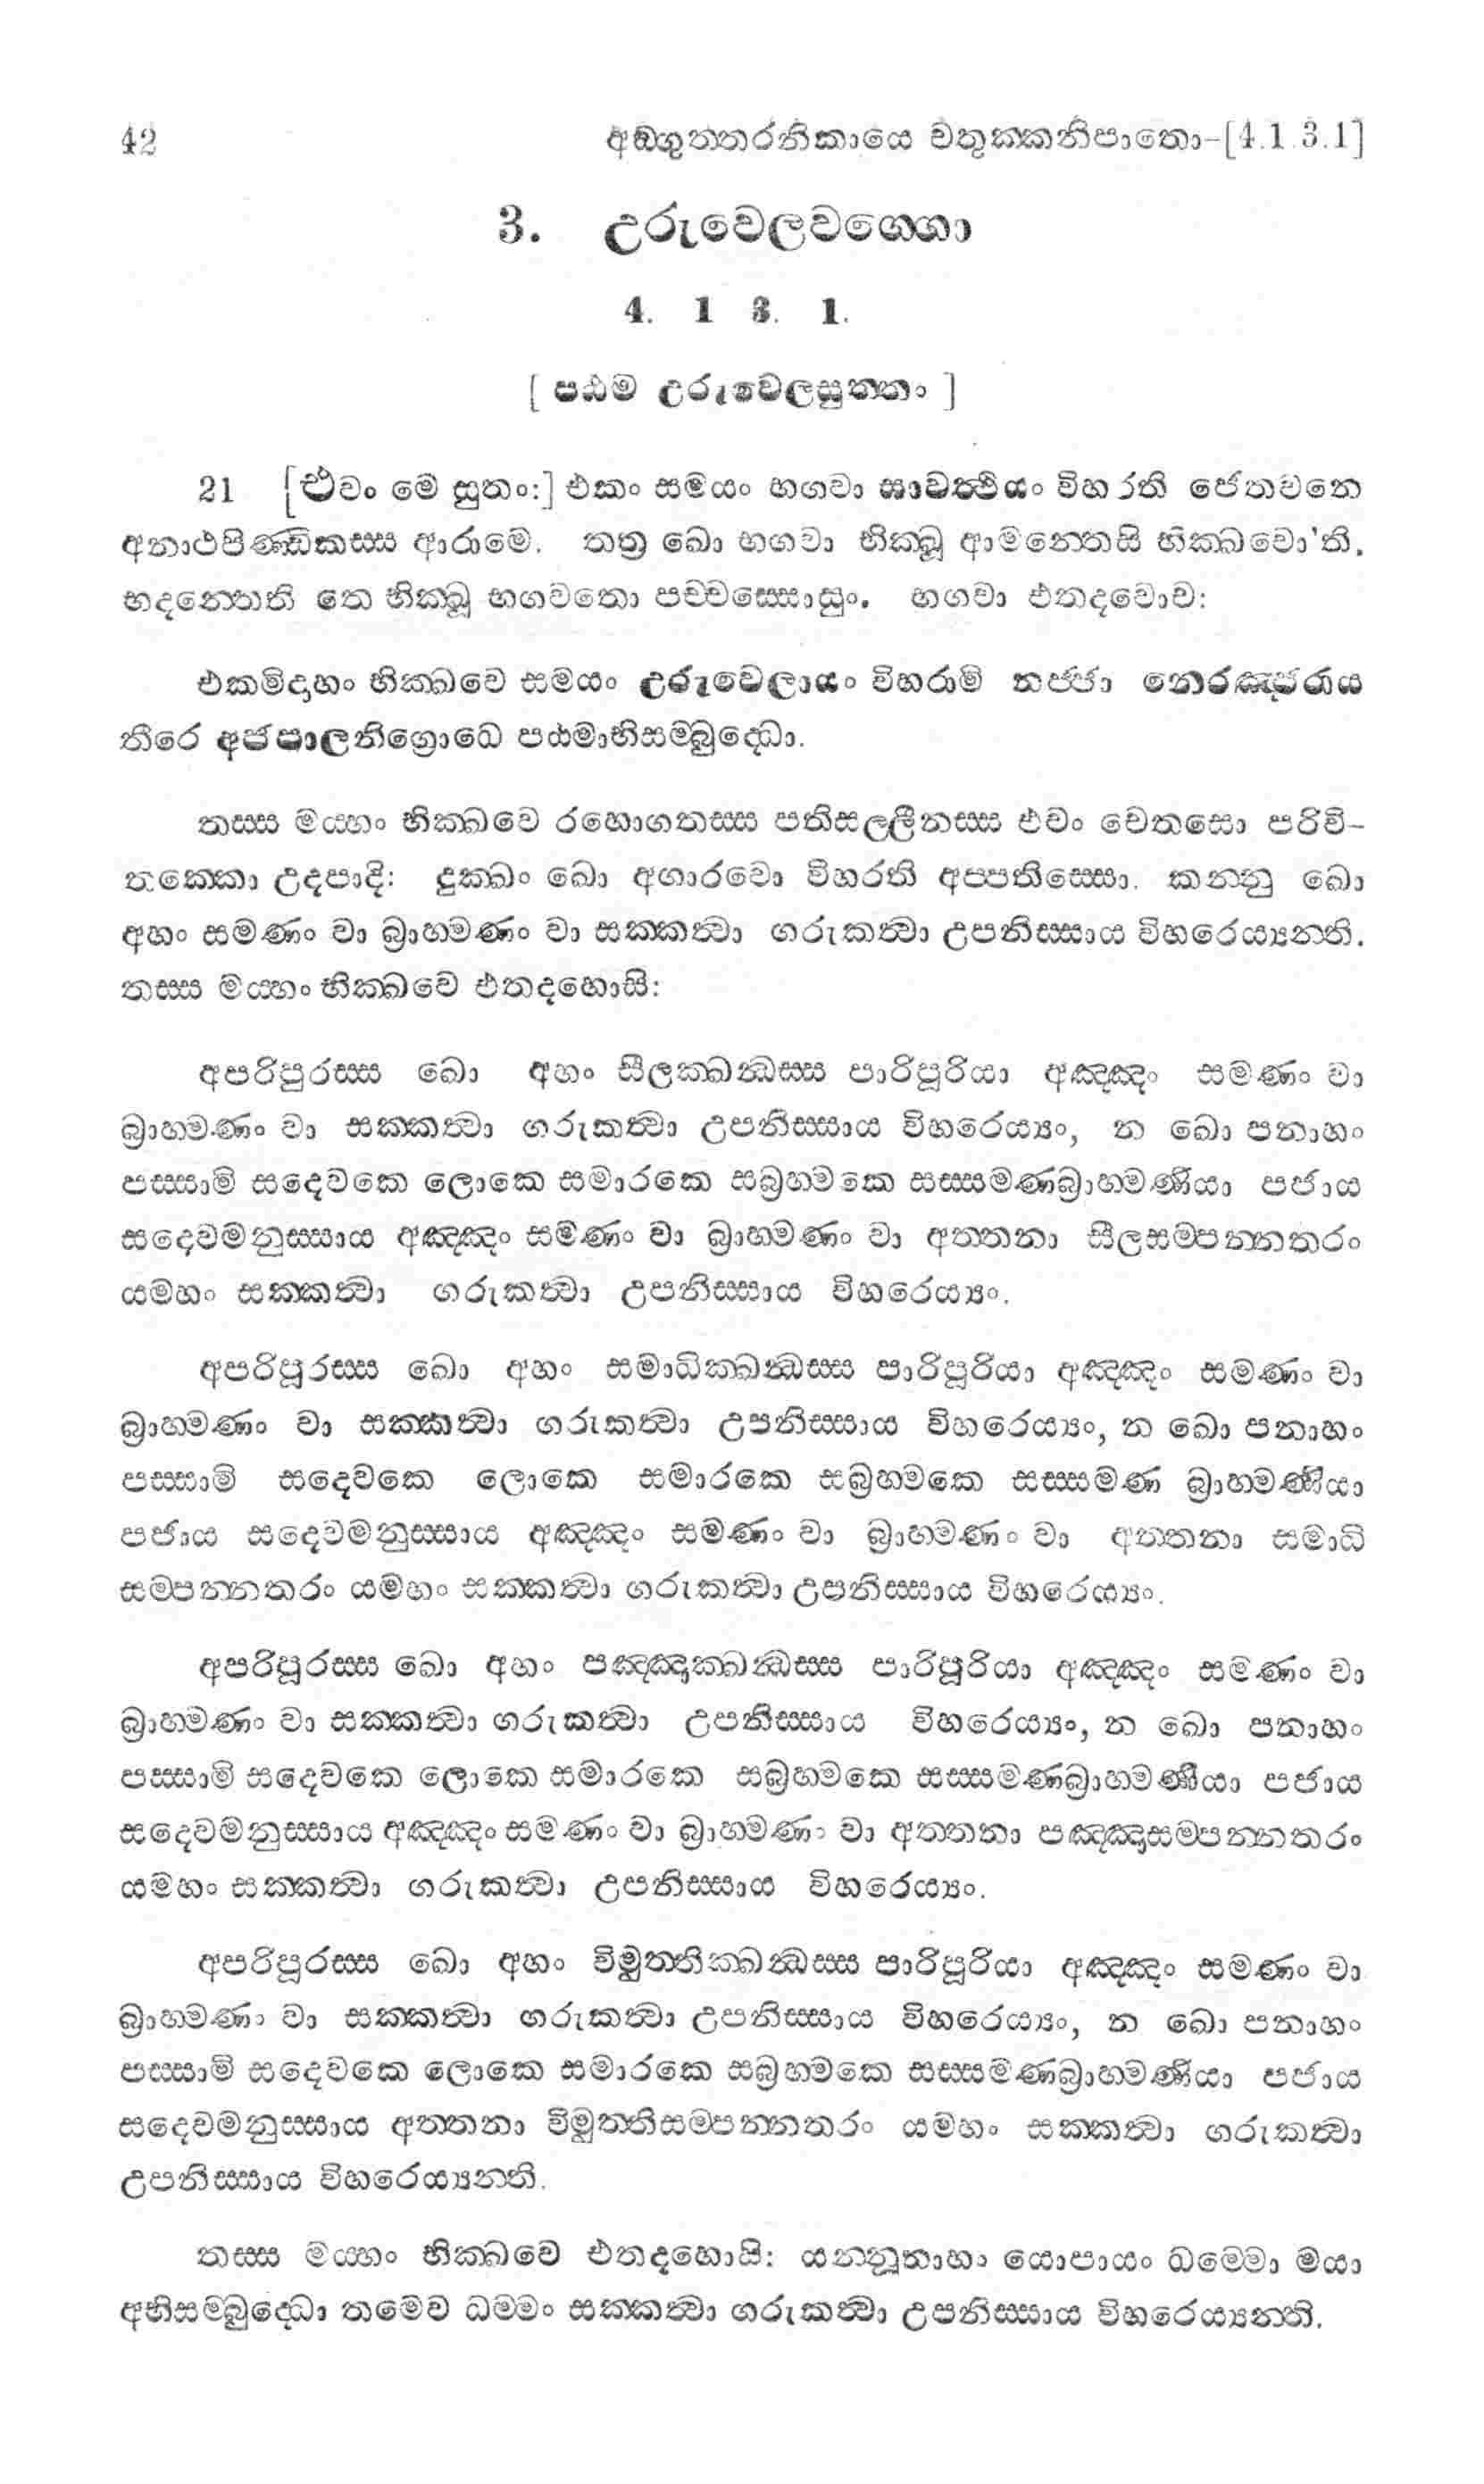 42 අඞ්ගුත්තරනිකායෙ චතුක්කනිපාතො-[4.1.3.1]
3. උරුවෙලවග්ගො
4. 1 3. 1.
[ පඨම උරුවෙලසුත්තං ]
21 [එවං මෙ සුතං:] එකං සමයං භගවා සාවත්ථියං විහරති ජෙතවනෙ
අනාථපිණ්ඩිකස්ස ආරාමෙ. තත්‍ර ඛො භගවා භික්ඛූ ආමන්තෙසි භික්ඛවො'ති.
භදන්තෙති තෙ භික්ඛූ භගවතො පච්චස්සොසුං. භගවා එතදවොච:
එකමිදාහං භික්ඛවෙ සමයං උරුවෙලායං විහරාමි නජ්ජා නෙරඤ්ජරාය
තීරෙ අජපාලනිග්‍රොධෙ පඨමාභිසම්බුද්ධො.
තස්ස මය්හං භික්ඛවෙ රහොගතස්ස පතිසල්ලීනස්ස එවං චෙතසො පරිවි-
තක්කො උදපාදි: දුක්ඛං ඛො අගාරවො විහරති අප්පතිස්සො. කන්නු ඛො
අහං සමණං වා බ්‍රාහ්මණං වා සක්කත්‍වා ගරුකත්‍වා උපනිස්සාය විහරෙය්‍යන්ති.
තස්ස මය්හං භික්ඛවෙ එතදහොසි:
අපරිපුරස්ස ඛො අහං සීලක්ඛන්ධස්ස පාරිපූරියා අඤ්ඤං සමණං වා
බ්‍රාහ්මණං වා සක්කත්‍වා ගරුකත්‍වා උපනිස්සාය විහරෙය්‍යං, න ඛො පනාහං
පස්සාමි සදෙවකෙ ලොකෙ සමාරකෙ සබ්‍රහ්මකෙ සස්සමණබ්‍රාහ්මණියා පජාය
සදෙවමනුස්සාය අඤ්ඤං සමණං වා බ්‍රාහ්මණං වා අත්තනා සීලසම්පන්නතරං
යමහං සක්කත්‍වා ගරුකත්‍වා උපනිස්සාය විහරෙය්‍යං.
අපරිපූරස්ස ඛො අහං සමාධික්ඛන්ධස්ස පාරිපූරියා අඤ්ඤං සමණං වා
බ්‍රාහ්මණං වා සක්කත්‍වා ගරුකත්‍වා උපනිස්සාය විහරෙය්‍යං, න ඛො පනාහං
පස්සාමි සදෙවකෙ ලොකෙ සමාරකෙ සබ්‍රහ්මකෙ සස්සමණ බ්‍රාහ්මණියා
පජාය සදෙවමනුස්සාය අඤ්ඤං සමණං වා බ්‍රාහ්මණං වා අත්තනා සමාධි
සම්පන්නතරං යමහං සක්කත්‍වා ගරුකත්‍වා උපනිස්සාය විහරෙය්‍යං.
අපරිපූරස්ස ඛො අහං පඤ්ඤාක්ඛන්ධස්ස පාරිපූරියා අඤ්ඤං සමණං වා
බ්‍රාහ්මණං වා සක්කත්‍වා ගරුකත්‍වා උපනිස්සාය විහරෙය්‍යං, න ඛො පනාහං
පස්සාමි සදෙවකෙ ලොකෙ සමාරකෙ සබ්‍රහ්මකෙ සස්සමණබ්‍රාහ්මණියා පජාය
සදෙවමනුස්සාය අඤ්ඤං සමණං වා බ්‍රාහ්මණං වා අත්තනා පඤ්ඤාසම්පන්නතරං
යමහං සක්කත්‍වා ගරුකත්‍වා උපනිස්සාය විහරෙය්‍යං.
අපරිපූරස්ස ඛො අහං විමුත්තික්ඛන්ධස්ස පාරිපූරියා අඤ්ඤං සමණං වා
බ්‍රාහ්මණං වා සක්කත්‍වා ගරුකත්‍වා උපනිස්සාය විහරෙය්‍යං, න ඛො පනාහං
පස්සාමි සදෙවකෙ ලොකෙ සමාරකෙ සබ්‍රහ්මකෙ සස්සමණබ්‍රාහ්මණියා පජාය
සදෙවමනුස්සාය අත්තනා විමුත්තිසම්පන්නතරං යමහං සක්කත්‍වා ගරුකත්‍වා
උපනිස්සාය විහරෙය්‍යන්ති.
තස්ස මය්හං භික්ඛවෙ එතදහොසි: යන්නූනාහං යොපායං ධම්මො මයා
අභිසම්බුද්ධො තමෙව ධම්මං සක්කත්‍වා ගරුකත්‍වා උපනිස්සාය විහරෙය්‍යන්ති.